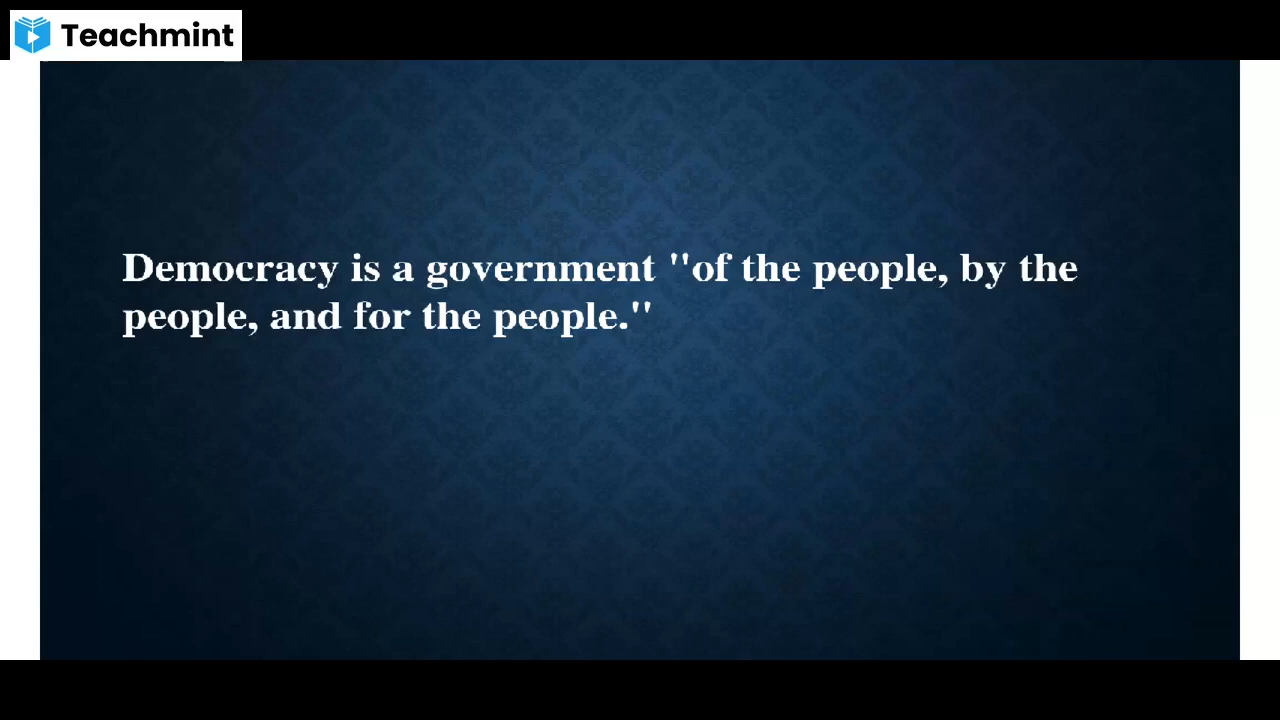 Teachmint
Democracy is a government "of the people, by the
people, and for the people."